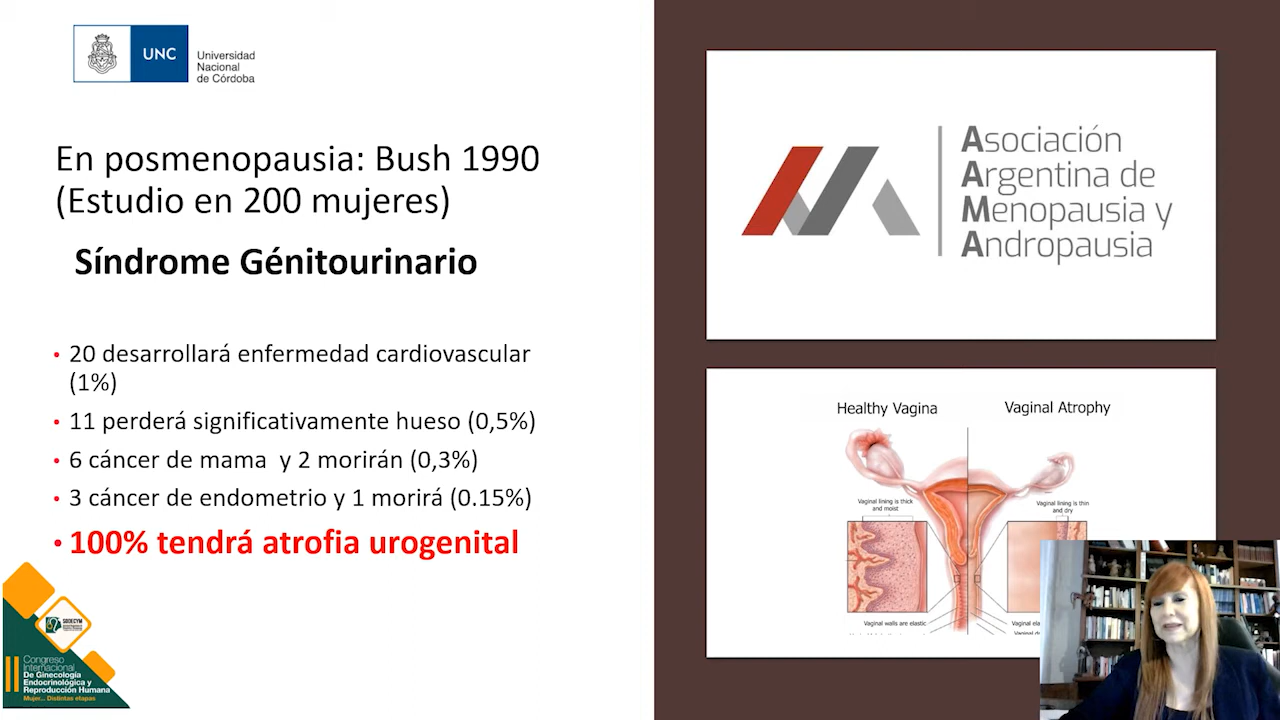 UNC
Universidad
Nacional
de Córdoba
En posmenopausia: Bush 1990
(Estudio en 200 mujeres)
Síndrome Génitourinario
• 20 desarrollará enfermedad cardiovascular
(1%)
• 11 perderá significativamente hueso (0,5%)
• 6 cáncer de mama y 2 morirán (0,3%)
• 3 cáncer de endometrio y 1 morirá (0.15%)
• 100% tendrá atrofia urogenital
SODEGYM
II Congreso
Internacional
De Ginecología
Endocrinológica y
Reproducción Humana
Mujer... Distintas etapas
Asociación
Argentina de
Menopausia y
Andropausia
Healthy Vagina
Vaginal Atrophy
Vaginal lining is thick
and moist
Vaginal lining is thin
and dry
Vaginal walls are elastic
Vaginal